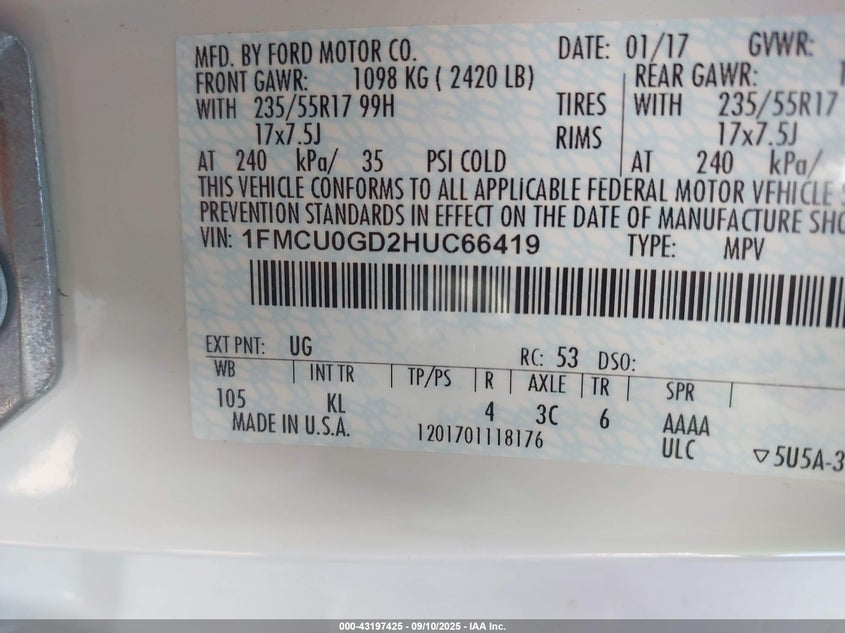 MFD. BY FORD MOTOR CO. DATE: 01/17 GVWR:
FRONT GAWR: 1098 KG ( 2420 LB) REAR GAWR:
WITH 235/55R17 99H TIRES WITH 235/55R17
17x7.5J RIMS 17x7.5J
AT 240 kPa/ 35 PSI COLD AT 240 kPa/
THIS VEHICLE CONFORMS TO ALL APPLICABLE FEDERAL MOTOR VEHICLE
PREVENTION STANDARDS IN EFFECT ON THE DATE OF MANUFACTURE SHO
VIN: 1FMCU0GD2HUC66419 TYPE: MPV
EXT PNT: UG RC: 53 DSO:
WB | INT TR | TP/PS | R | AXLE | TR | SPR |
105 KL 4 3C 6 AAAA
MADE IN U.S.A. 1201701118176 ULC ▽5U5A-3
000-43197425 - 09/10/2025 - IAA Inc.